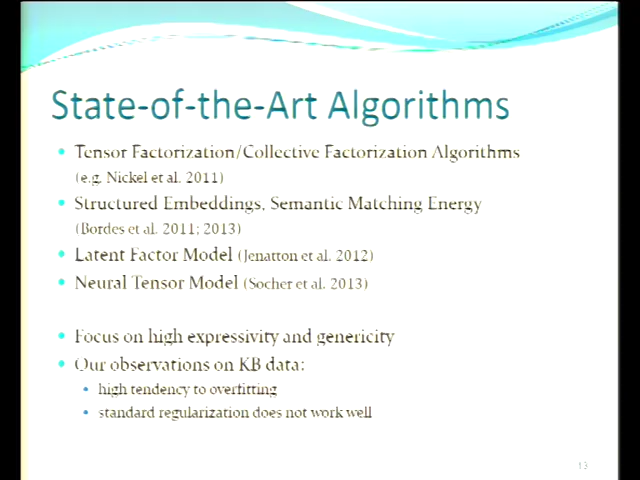 State-of-the-Art Algorithms
Tensor Factorization/Collective Factorization Algorithms
(e.g. Nickel et al. 2011)
Structured Embeddings, Semantic Matching Energy
(Bordes et al. 2011; 2013)
Latent Factor Model (Jenatton et al. 2012)
Neural Tensor Model (Socher et al. 2013)
Focus on high expressivity and genericity
Our observations on KB data:
high tendency to overfitting
standard regularization does not work well
13